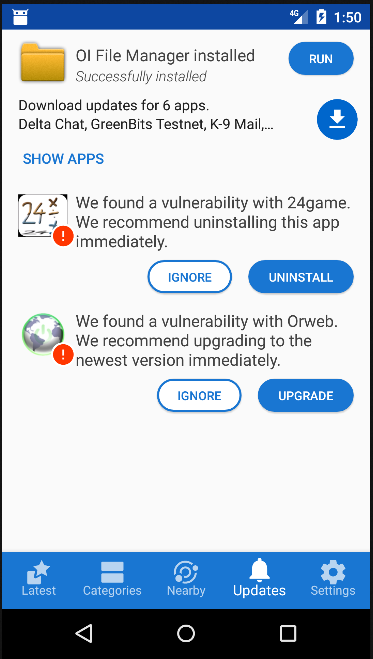 4G 1:50
OI File Manager installed
Successfully installed
RUN
Download updates for 6 apps.
Delta Chat, GreenBits Testnet, K-9 Mail,...
SHOW APPS
24
We found a vulnerability with 24game.
We recommend uninstalling this app
immediately.
IGNORE UNINSTALL
We found a vulnerability with Orweb.
We recommend upgrading to the
newest version immediately.
IGNORE UPGRADE
Latest Categories Nearby Updates Settings